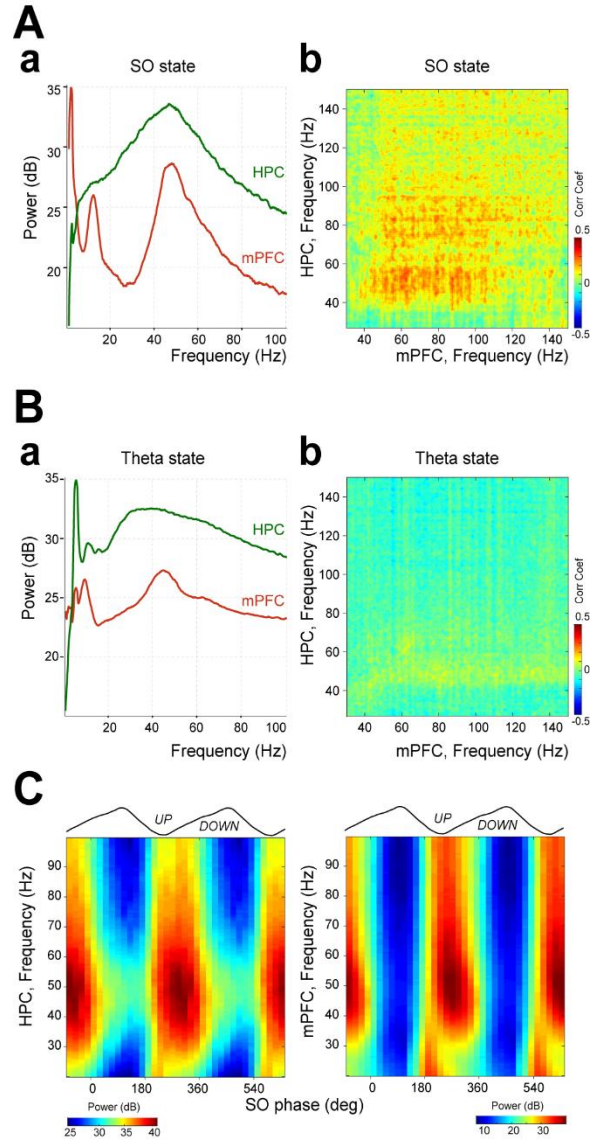 A
a
SO state
35
30
25
20
Power (dB)
HPC
mPFC
0 20 40 60 80 100
Frequency (Hz)
b
SO state
140
120
100
80
60
40
HPC, Frequency (Hz)
40 60 80 100 120 140
mPFC, Frequency (Hz)
Corr Coef
0.5
0
-0.5
B
a
Theta state
35
31
27
23
Power (dB)
HPC
mPFC
0 20 40 60 80 100
Frequency (Hz)
b
Theta state
140
120
100
80
60
40
HPC, Frequency (Hz)
40 60 80 100 120 140
mPFC, Frequency (Hz)
Corr Coef
0.5
0
-0.5
C
UP
DOWN
90
80
70
60
50
40
30
HPC, Frequency (Hz)
0 180 360 540
UP
DOWN
90
80
70
60
50
40
30
mPFC, Frequency (Hz)
0 180 360 540
SO phase (deg)
Power (dB)
25 30 35 40
Power (dB)
10 20 30